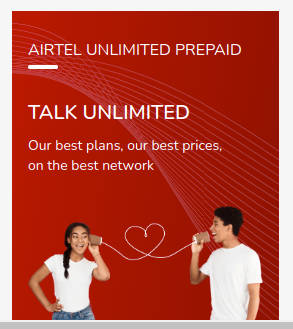 AIRTEL UNLIMITED PREPAID
TALK UNLIMITED
Our best plans, our best prices,
on the best network